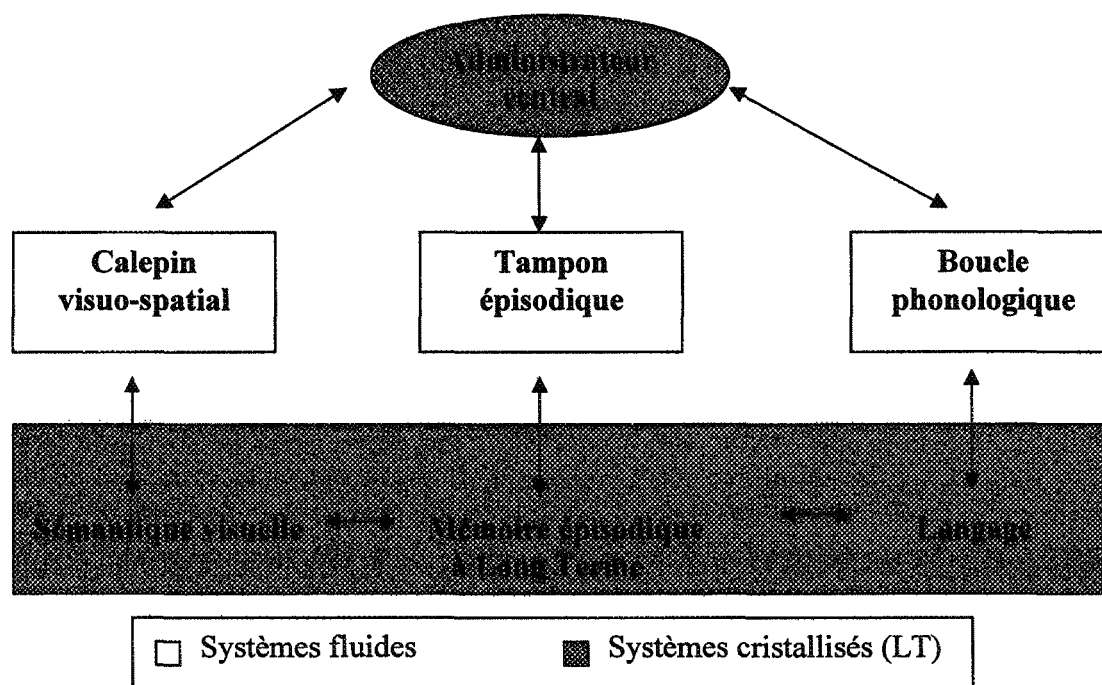 Administrateur
central
Calepin
visuo-spatial
Tampon
épisodique
Boucle
phonologique
Sémantique visuelle
Mémoire épisodique
à Long Terme
Langage
Systèmes fluides
Systèmes cristallisés (LT)